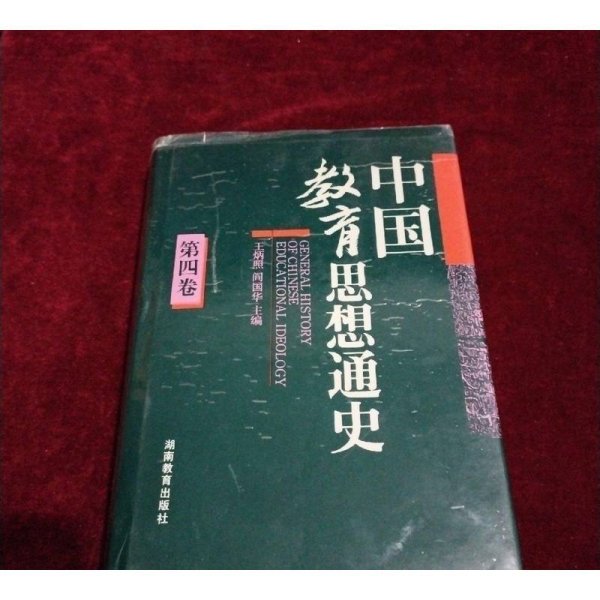 中国
教育思想通史
GENERAL HISTORY
OF CHINESE
EDUCATIONAL IDEOLOGY
王炳照 阎国华 主编
第四卷
湖南教育出版社